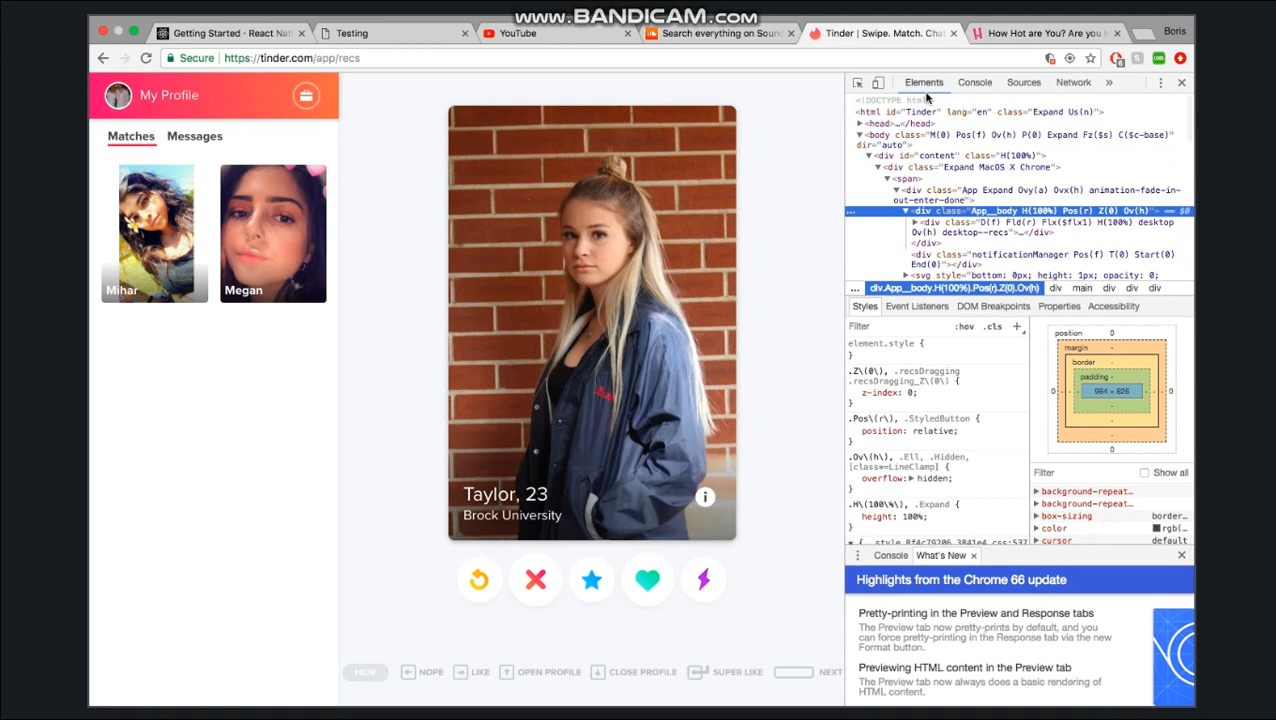 www.BANDICAM.com
Getting Started · React Nat
Testing
YouTube
Search everything on Soun
Tinder | Swipe. Match. Cha
How Hot are You? Are you H
Boris
Secure
https://tinder.com/app/recs
My Profile
Matches
Messages
Mihar
Megan
Taylor, 23
Brock University
HIDE
NOPE
LIKE
OPEN PROFILE
CLOSE PROFILE
SUPER LIKE
NEXT
Elements
Console
Sources
Network
»
<!DOCTYPE html
<html id="Tinder" lang="en" class="Expand Us(n)">
<head>…</head>
<body class="M(0) Pos(f) Ov(h) P(0) Expand Fz($s) C($c-base)"
dir="auto">
<div id="content" class="H(100%)">
<div class="Expand MacOS X Chrome">
<span>
<div class="App Expand Ovy(a) Ovx(h) animation-fade-in-
out-enter-done">
<div class="App__body H(100%) Pos(r) Z(0) Ov(h)"> == $0
<div class="D(f) Fld(r) Flx($flx1) H(100%) desktop
Ov(h) desktop--recs">…</div>
</div>
<div class="notificationManager Pos(f) T(0) Start(0)
End(0)"></div>
<svg style="bottom: 0px; height: 1px; opacity: 0;
... div.App__body.H(100%).Pos(r).Z(0).Ov(h) div main div div div
Styles
Event Listeners
DOM Breakpoints
Properties
Accessibility
Filter
:hov .cls +
element.style {
}
.Z\(0\), .recsDragging
.recsDragging_Z\(0\) {
z-index: 0;
}
.Pos\(r\), .StyledButton {
position: relative;
}
.Ov\(h\), .Ell, .Hidden,
[class*=LineClamp] {
overflow: hidden;
}
.H\(100\%\), .Expand {
height: 100%;
}
position 0
margin -
border -
padding -
0 - - - 984 × 826 - - - 0
-
-
-
0
Filter
Show all
background-repeat…
background-repeat…
box-sizing border…
color rgb(…
cursor default
Console
What's New
Highlights from the Chrome 66 update
Pretty-printing in the Preview and Response tabs
The Preview tab now pretty-prints by default, and you
can force pretty-printing in the Response tab via the new
Format button.
Previewing HTML content in the Preview tab
The Preview tab now always does a basic rendering of
HTML content.